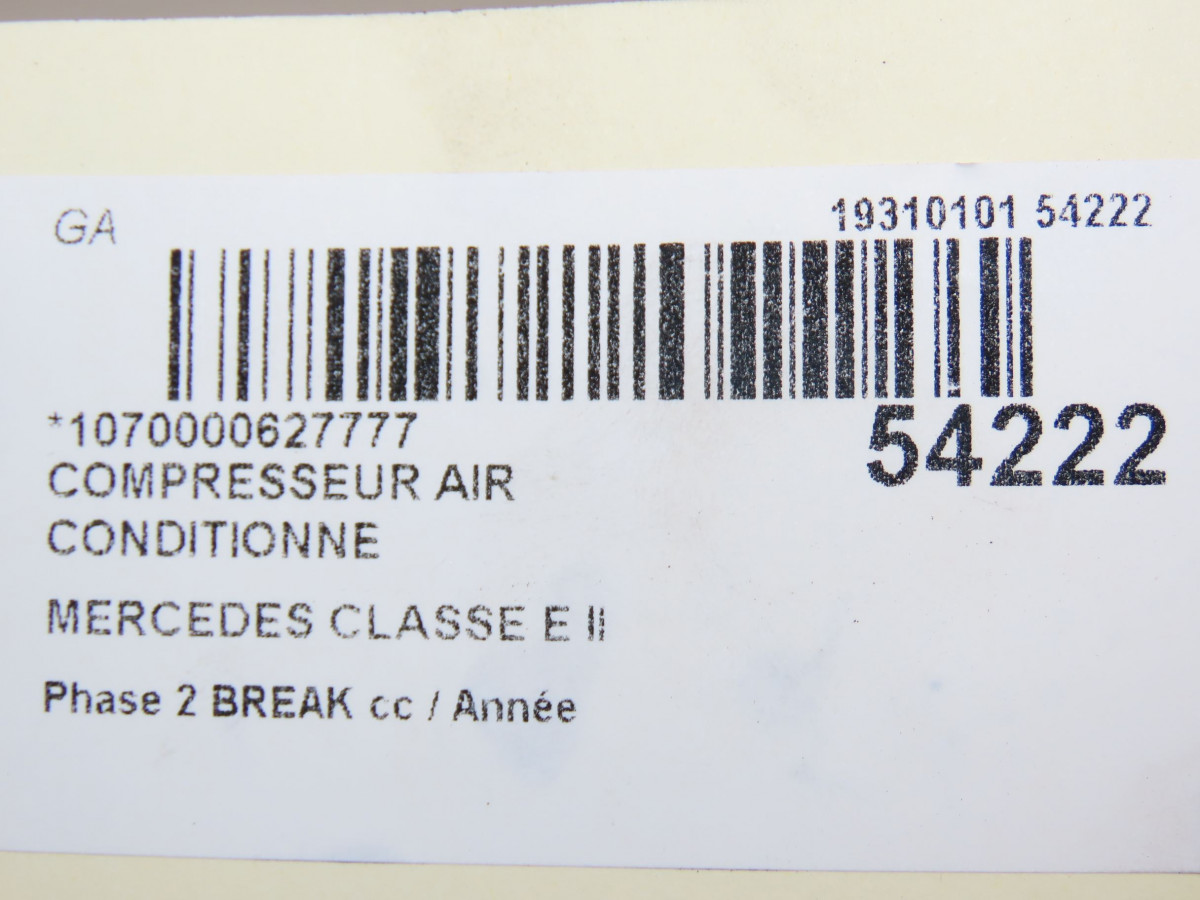 GA
19310101 54222
*1070000627777
54222
COMPRESSEUR AIR
CONDITIONNE
MERCEDES CLASSE E II
Phase 2 BREAK cc / Année